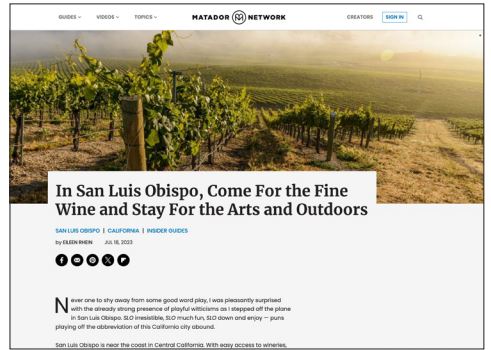 GUIDES VIDEOS TOPICS MATADOR NETWORK CREATORS SIGN IN
In San Luis Obispo, Come For the Fine
Wine and Stay For the Arts and Outdoors
SAN LUIS OBISPO | CALIFORNIA | INSIDER GUIDES
by EILEEN RHEIN JUL 18, 2023
Never one to shy away from some good word play, I was pleasantly surprised
with the already strong presence of playful witticisms as I stepped off the plane
in San Luis Obispo. SLO irresistible, SLO much fun, SLO down and enjoy — puns
playing off the abbreviation of this California city abound.
San Luis Obispo is near the coast in Central California. With easy access to wineries,